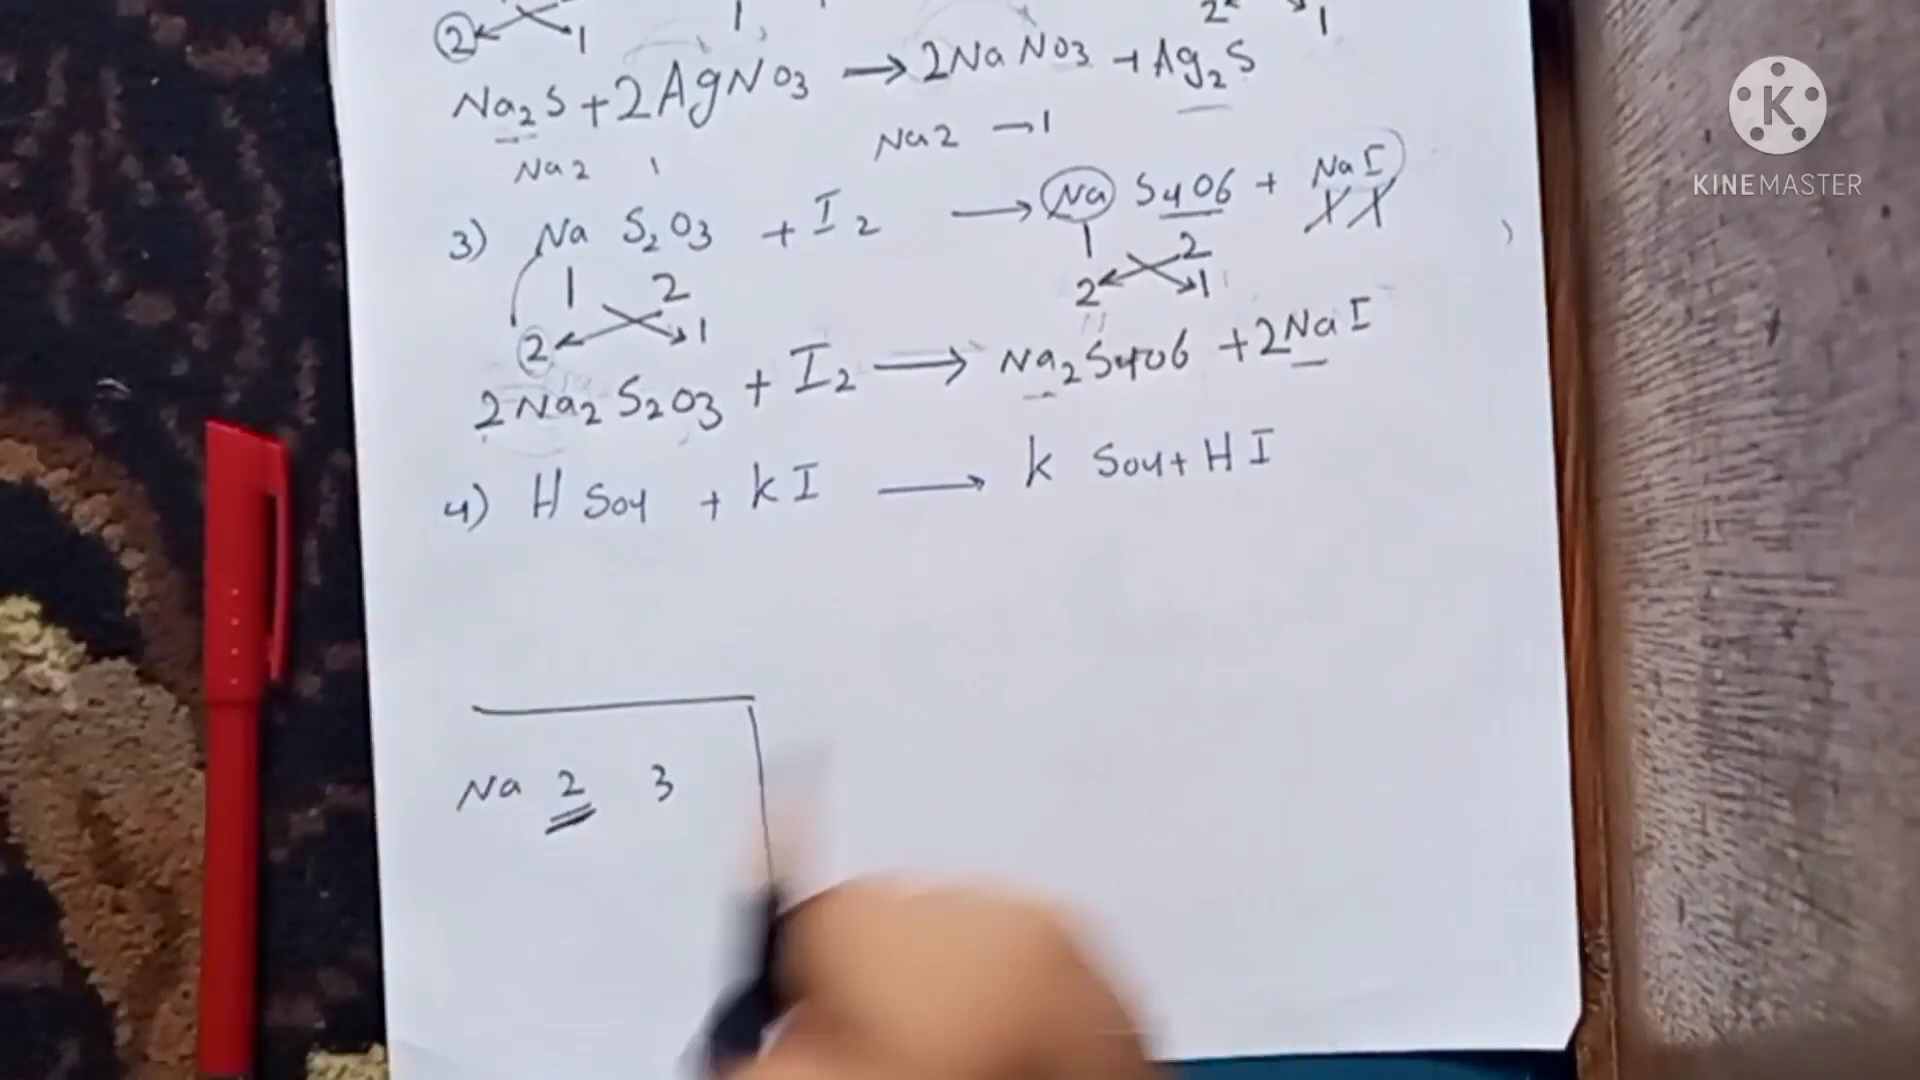 2 1 1 2 1
Na2S + 2AgNO3 → 2NaNO3 + Ag2S
Na2 1 Na2 – 1
3) Na S2O3 + I2 → Na S4O6 + NaI
1 2 1 2
2 1 2 1
2Na2S2O3 + I2 → Na2S4O6 + 2NaI
4) H SO4 + kI → k SO4 + HI
Na 2 3
K
KINEMASTER